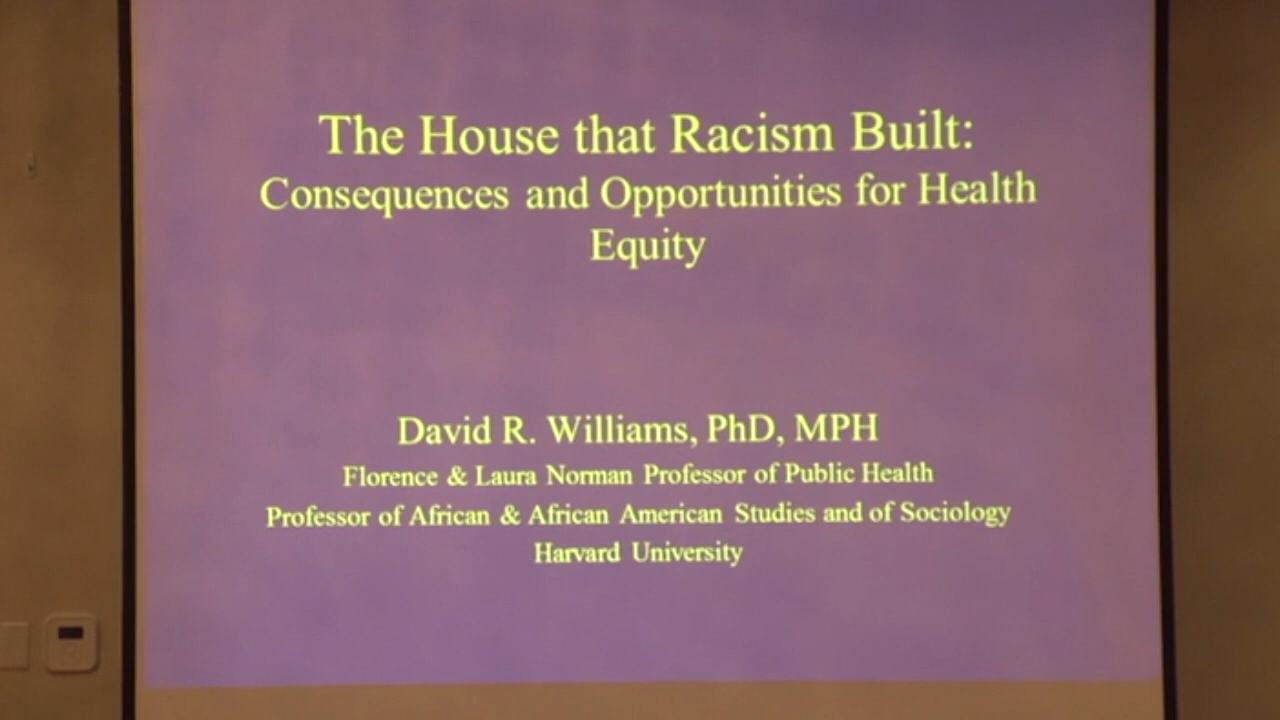 The House that Racism Built:
Consequences and Opportunities for Health
Equity
David R. Williams, PhD, MPH
Florence & Laura Norman Professor of Public Health
Professor of African & African American Studies and of Sociology
Harvard University